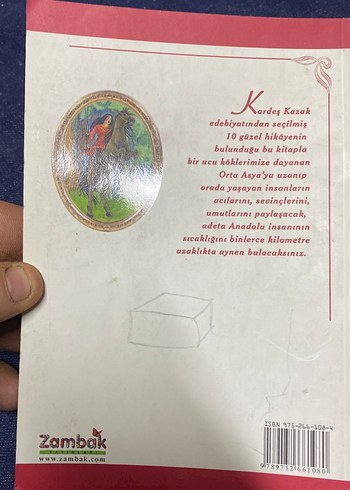 Kardeş Kazak
edebiyatından seçilmiş
10 güzel hikâyenin
bulunduğu bu kitapla
bir ucu köklerimize dayanan
Orta Asya'ya uzanıp
orada yaşayan insanların
acılarını, sevinçlerini,
umutlarını paylaşacak,
adeta Anadolu insanının
sıcaklığını binlerce kilometre
uzaklıkta aynen bulacaksınız.
ISBN 975-266-108-4
9789752661080
Zambak
YAYINLARI
www.zambak.com